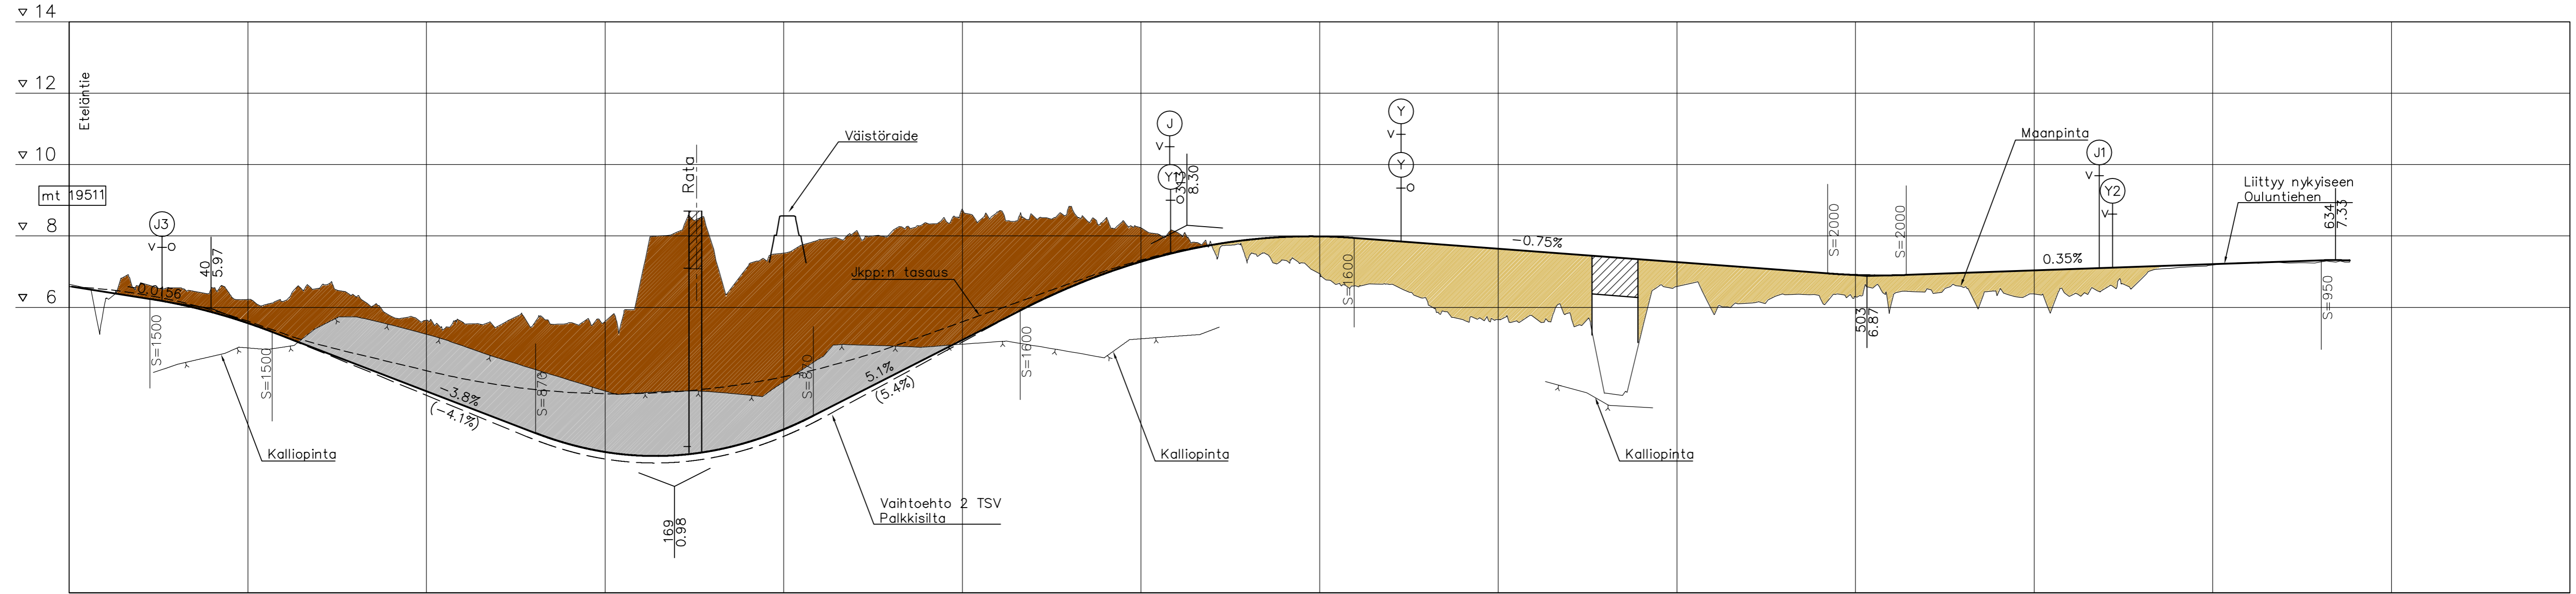 14
12
10
8
6
Eteläntie
mt 19511
J3
V
O
40
5.97
-0.0156
S=1500
S=1500
Kalliopinta
-3.8%
(-4.1%)
S=870
Rata
169
0.98
Väistöraide
S=870
Jkpp:n tasaus
5.1%
(5.4%)
Vaihtoehto 2 TSV
Palkkisilta
S=1600
Kalliopinta
J
V
O
8.30
S=1600
Y
V
Y
O
-0.75%
Kalliopinta
S=2000
503
6.87
S=2000
Maanpinta
0.35%
J1
V
Y2
V
Liittyy nykyiseen
Ouluntiehen
634
7.33
S=950